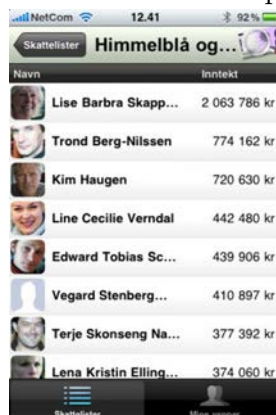 NetCom 12.41 92 %
Skattelister Himmelblå og...
Navn Inntekt
Lise Barbra Skapp... 2 063 786 kr
Trond Berg-Nilssen 774 162 kr
Kim Haugen 720 630 kr
Line Cecilie Verndal 442 480 kr
Edward Tobias Sc... 439 906 kr
Vegard Stenberg... 410 897 kr
Terje Skonseng Na... 377 392 kr
Lena Kristin Elling... 374 060 kr
Skattelister Mine venner